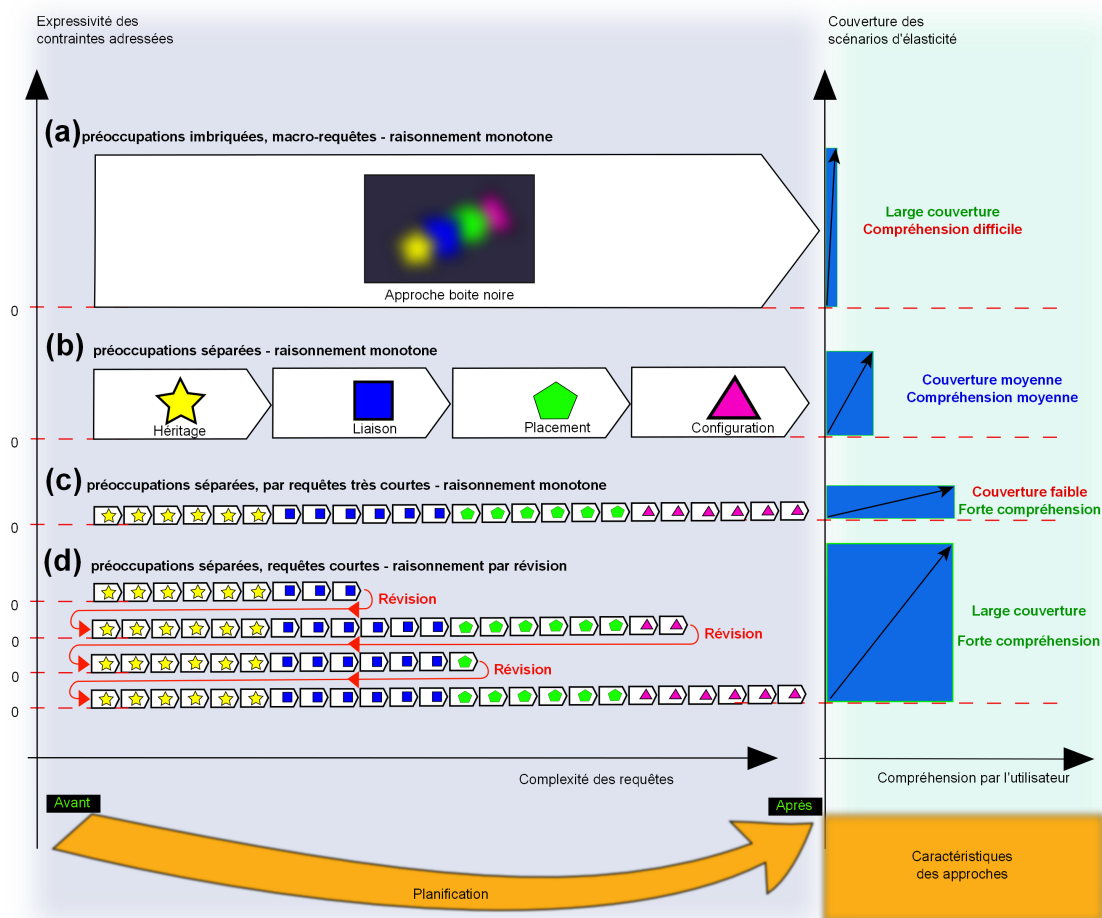 Expressivité des
contraintes adressées
Couverture des
scénarios d'élasticité
(a) préoccupations imbriquées, macro-requêtes - raisonnement monotone
Approche boite noire
Large couverture
Compréhension difficile
0
(b) préoccupations séparées - raisonnement monotone
Héritage
Liaison
Placement
Configuration
Couverture moyenne
Compréhension moyenne
0
(c) préoccupations séparées, par requêtes très courtes - raisonnement monotone
Couverture faible
Forte compréhension
0
(d) préoccupations séparées, requêtes courtes - raisonnement par révision
Révision
0
Révision
0
Révision
0
0
Large couverture
Forte compréhension
Complexité des requêtes
Compréhension par l'utilisateur
Avant
Après
Planification
Caractéristiques
des approches